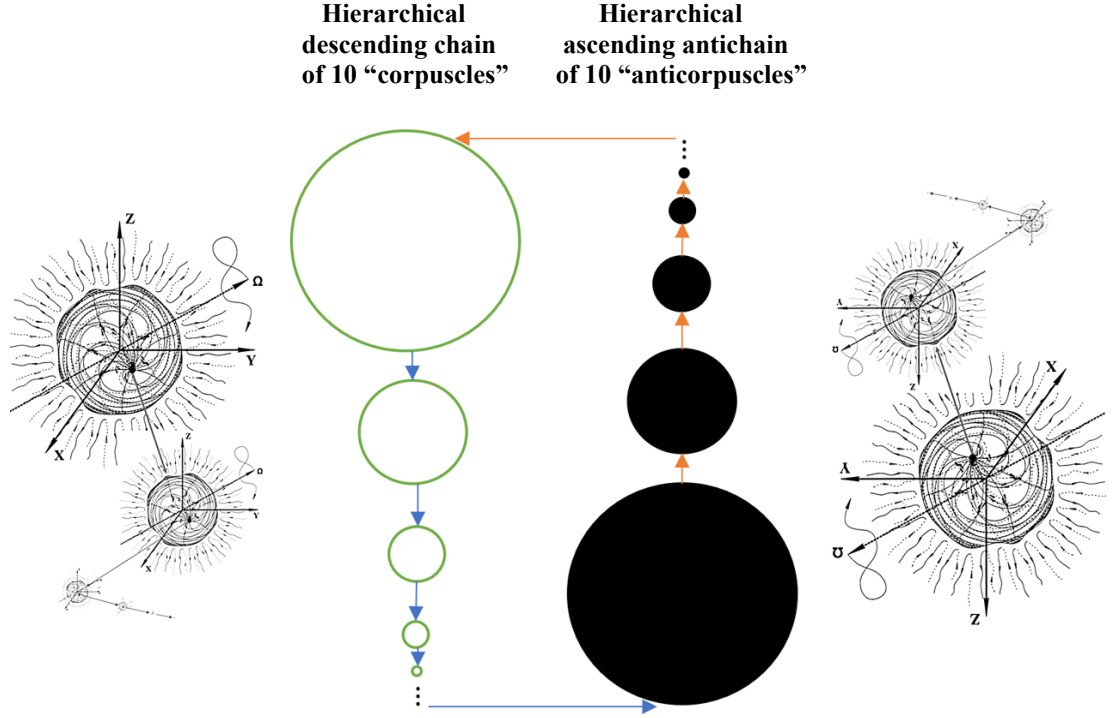 Hierarchical
descending chain
of 10 “corpuscles”
Hierarchical
ascending antichain
of 10 “anticorpuscles”
Z
Ω
Y
X
Z
Ω
Y
X
X
Y
Ω
Z
X
Y
Ω
Z